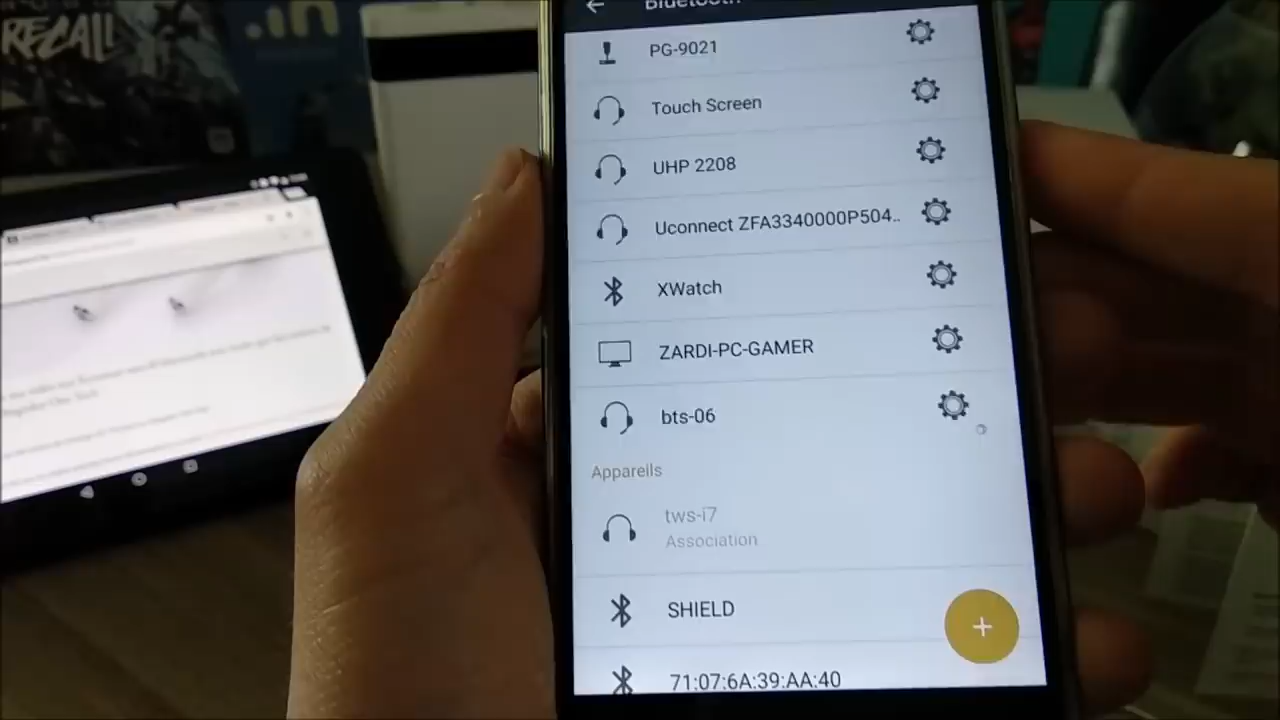 RECALL
.in
Bluetooth
PG-9021
Touch Screen
UHP 2208
Uconnect ZFA3340000P504..
XWatch
ZARDI-PC-GAMER
bts-06
Appareils
tws-i7
Association
SHIELD
71:07:6A:39:AA:40